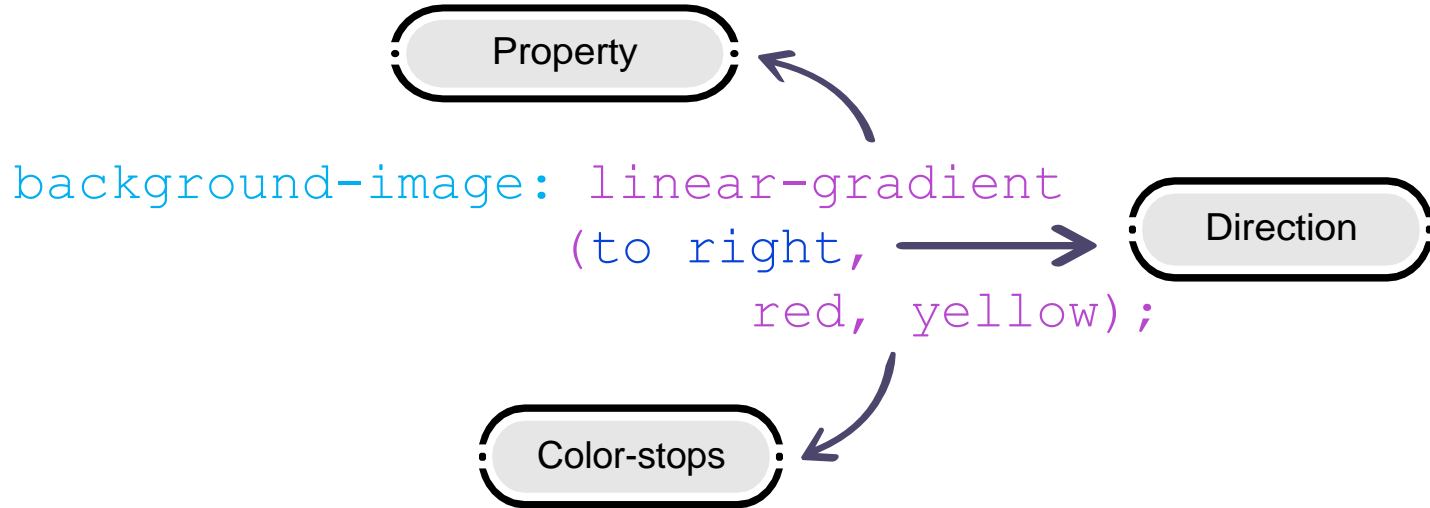 Property
background-image: linear-gradient
(to right,
Direction
red, yellow);
Color-stops